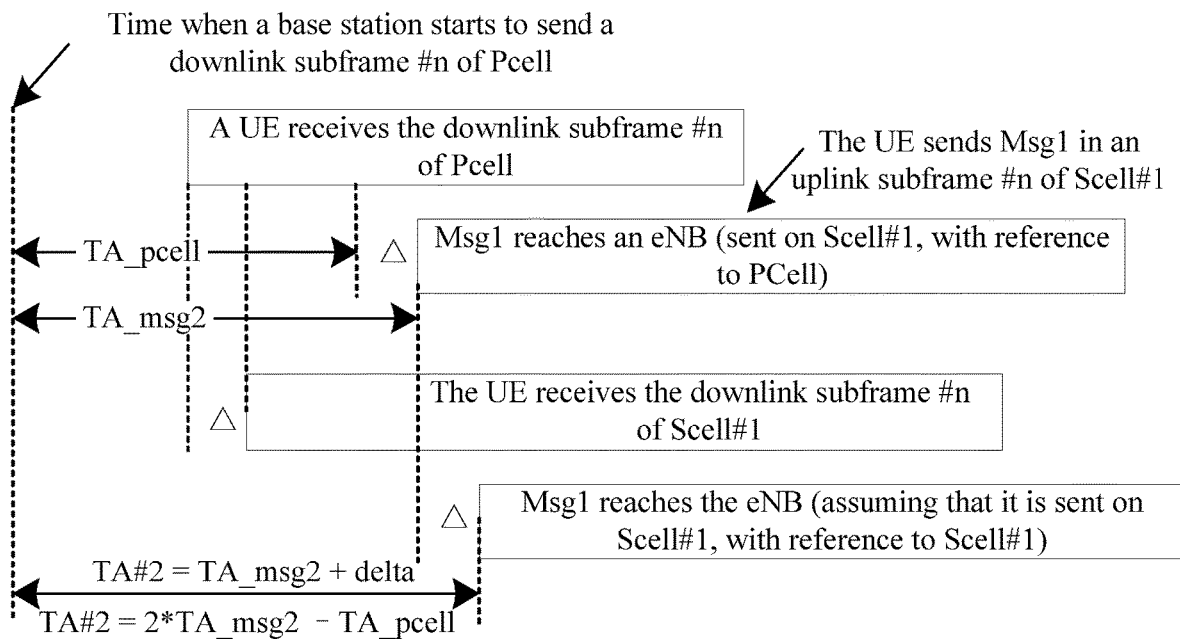 Time when a base station starts to send a
downlink subframe #n of Pcell
A UE receives the downlink subframe #n
of Pcell
The UE sends Msg1 in an
uplink subframe #n of Scell#1
TA_pcell
△
Msg1 reaches an eNB (sent on Scell#1, with reference
to PCell)
TA_msg2
The UE receives the downlink subframe #n
of Scell#1
△
Msg1 reaches the eNB (assuming that it is sent on
Scell#1, with reference to Scell#1)
△
TA#2 = TA_msg2 + delta
TA#2 = 2*TA_msg2 - TA_pcell